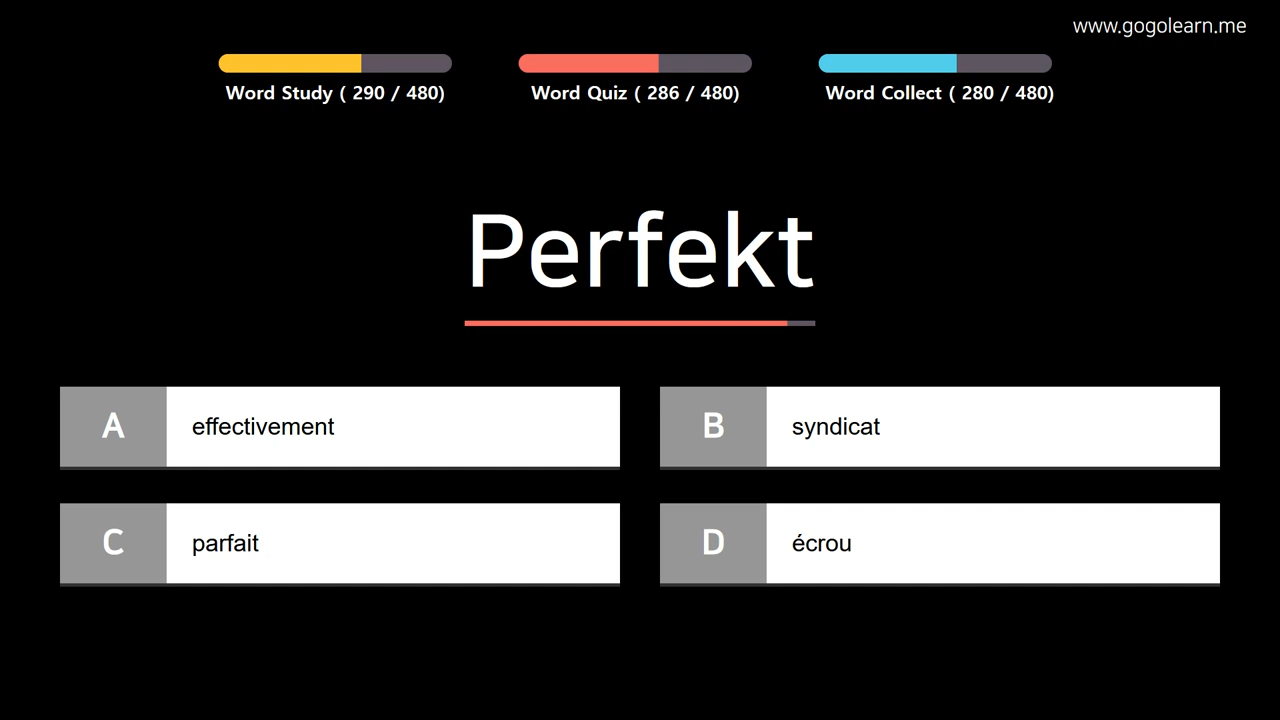 www.gogolearn.me
Word Study ( 290 / 480)
Word Quiz ( 286 / 480)
Word Collect ( 280 / 480)
Perfekt
A
effectivement
B
syndicat
C
parfait
D
écrou